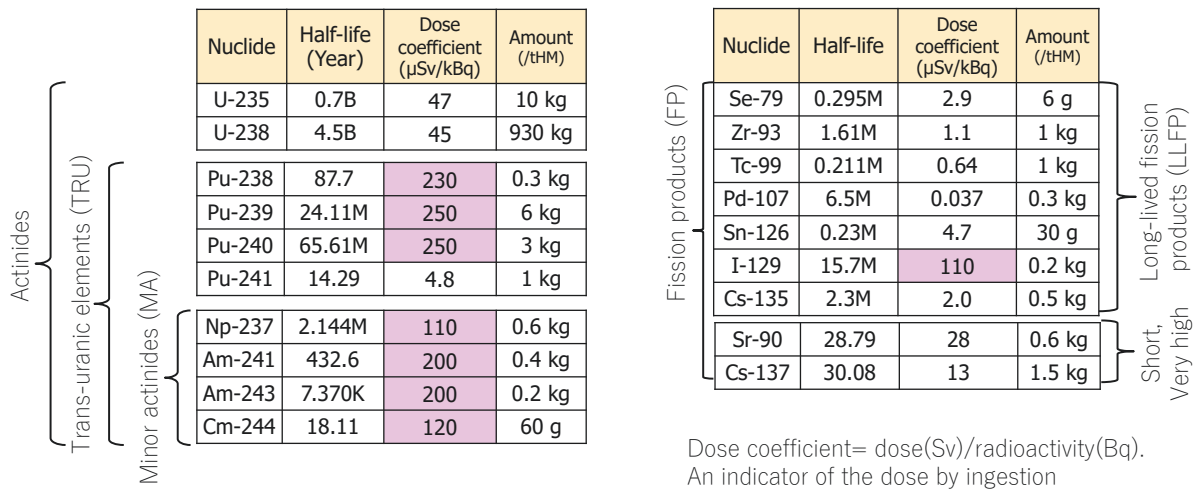 Nuclide Half-life (Year) Dose coefficient (μSv/kBq) Amount (/tHM)
U-235 0.7B 47 10 kg
U-238 4.5B 45 930 kg
Pu-238 87.7 230 0.3 kg
Pu-239 24.11M 250 6 kg
Pu-240 65.61M 250 3 kg
Pu-241 14.29 4.8 1 kg
Np-237 2.144M 110 0.6 kg
Am-241 432.6 200 0.4 kg
Am-243 7.370K 200 0.2 kg
Cm-244 18.11 120 60 g
Actinides
Trans-uranic elements (TRU)
Minor actinides (MA)
Nuclide Half-life Dose coefficient (μSv/kBq) Amount (/tHM)
Se-79 0.295M 2.9 6 g
Zr-93 1.61M 1.1 1 kg
Tc-99 0.211M 0.64 1 kg
Pd-107 6.5M 0.037 0.3 kg
Sn-126 0.23M 4.7 30 g
I-129 15.7M 110 0.2 kg
Cs-135 2.3M 2.0 0.5 kg
Sr-90 28.79 28 0.6 kg
Cs-137 30.08 13 1.5 kg
Fission products (FP)
Long-lived fission
products (LLFP)
Short,
Very high
Dose coefficient= dose(Sv)/radioactivity(Bq).
An indicator of the dose by ingestion